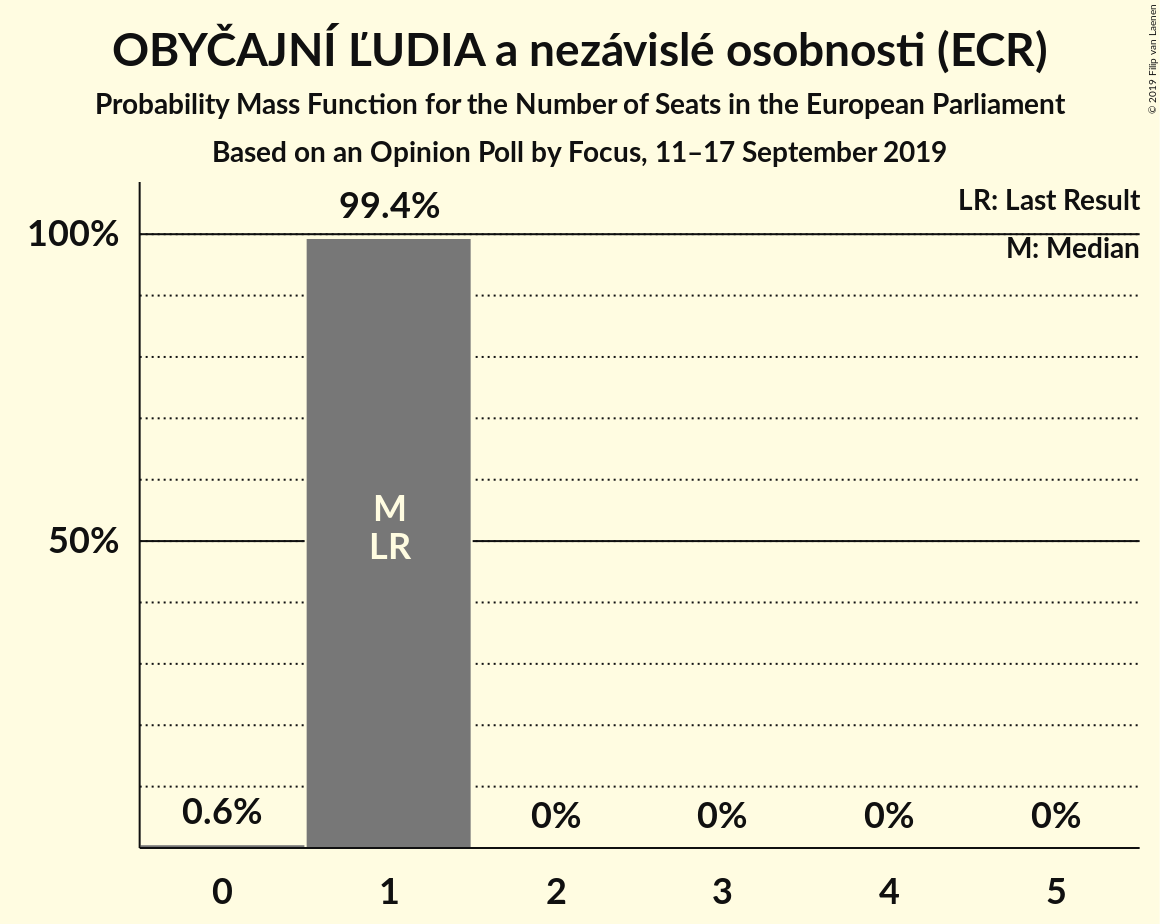 OBYČAJNÍ ĽUDIA a nezávislé osobnosti (ECR)
Probability Mass Function for the Number of Seats in the European Parliament
Based on an Opinion Poll by Focus, 11–17 September 2019
© 2019 Filip van Laenen
LR: Last Result
M: Median
99.4%
100%
M
LR
50%
0.6%
0%
0%
0%
0%
0
1
2
3
4
5